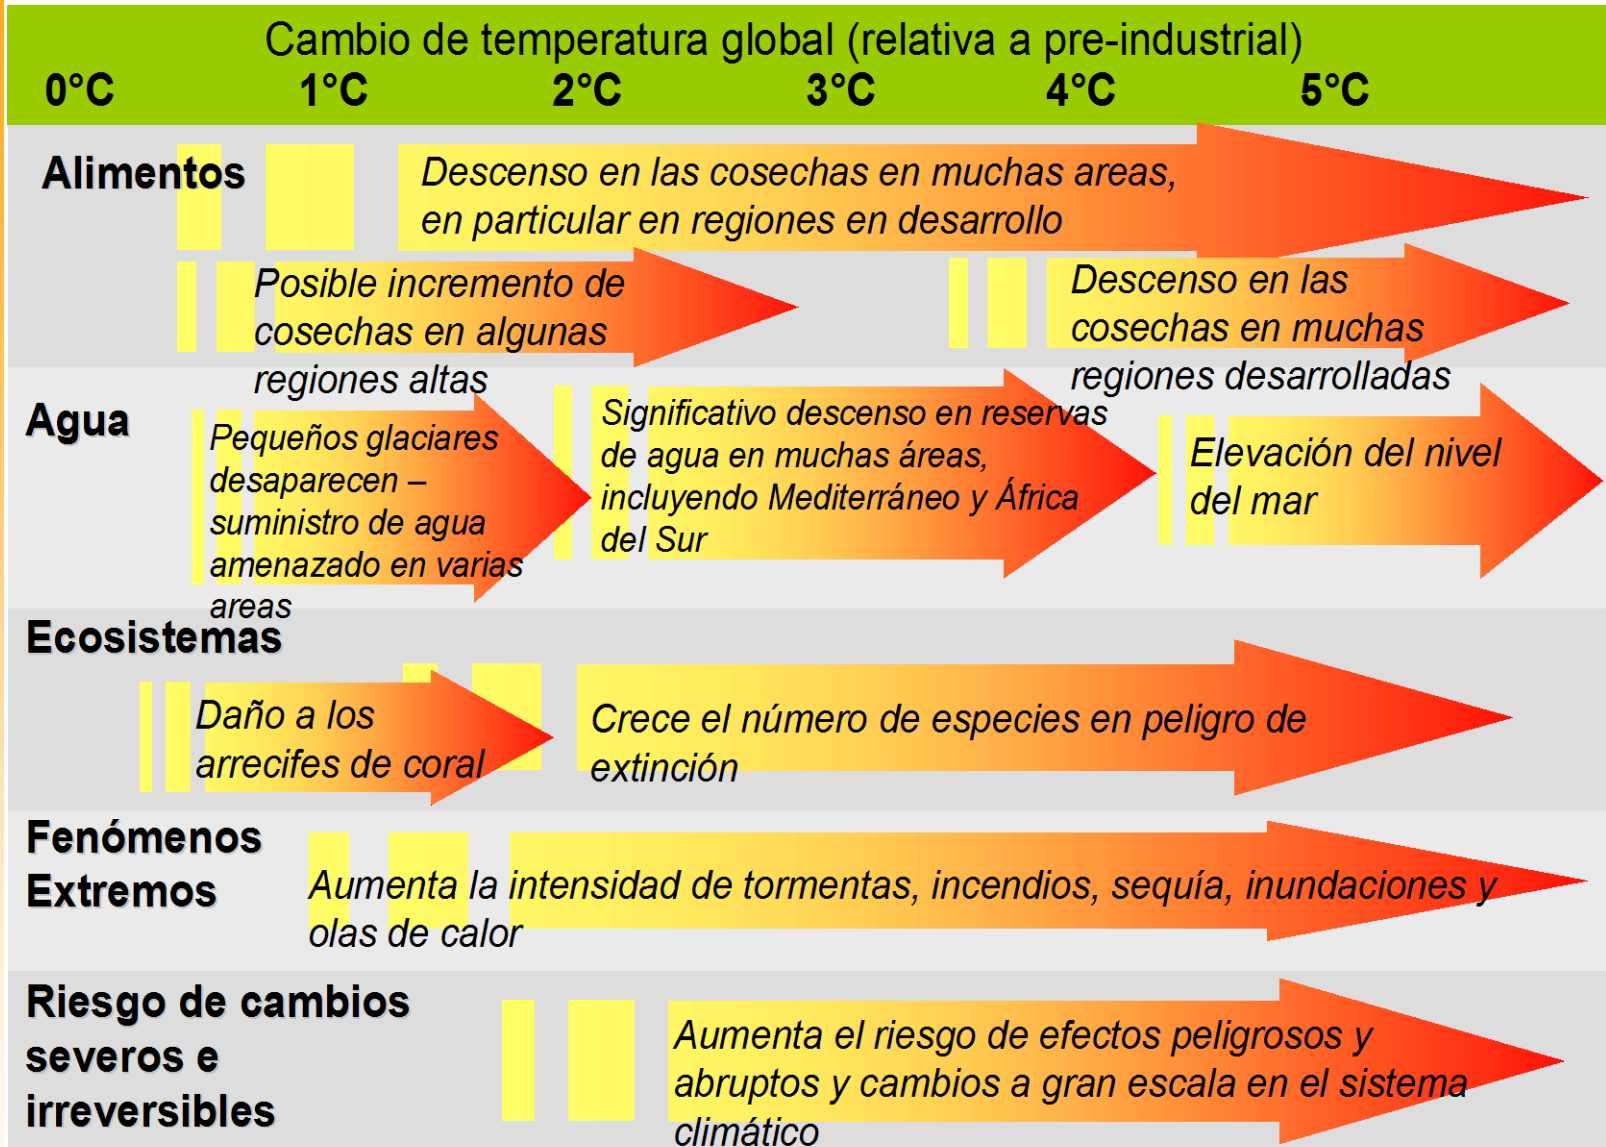 Cambio de temperatura global (relativa a pre-industrial)
0°C 1°C 2°C 3°C 4°C 5°C
Alimentos
Descenso en las cosechas en muchas areas,
en particular en regiones en desarrollo
Posible incremento de
cosechas en algunas
regiones altas
Descenso en las
cosechas en muchas
regiones desarrolladas
Agua
Pequeños glaciares
desaparecen –
suministro de agua
amenazado en varias
areas
Significativo descenso en reservas
de agua en muchas áreas,
incluyendo Mediterráneo y África
del Sur
Elevación del nivel
del mar
Ecosistemas
Daño a los
arrecifes de coral
Crece el número de especies en peligro de
extinción
Fenómenos
Extremos
Aumenta la intensidad de tormentas, incendios, sequía, inundaciones y
olas de calor
Riesgo de cambios
severos e
irreversibles
Aumenta el riesgo de efectos peligrosos y
abruptos y cambios a gran escala en el sistema
climático